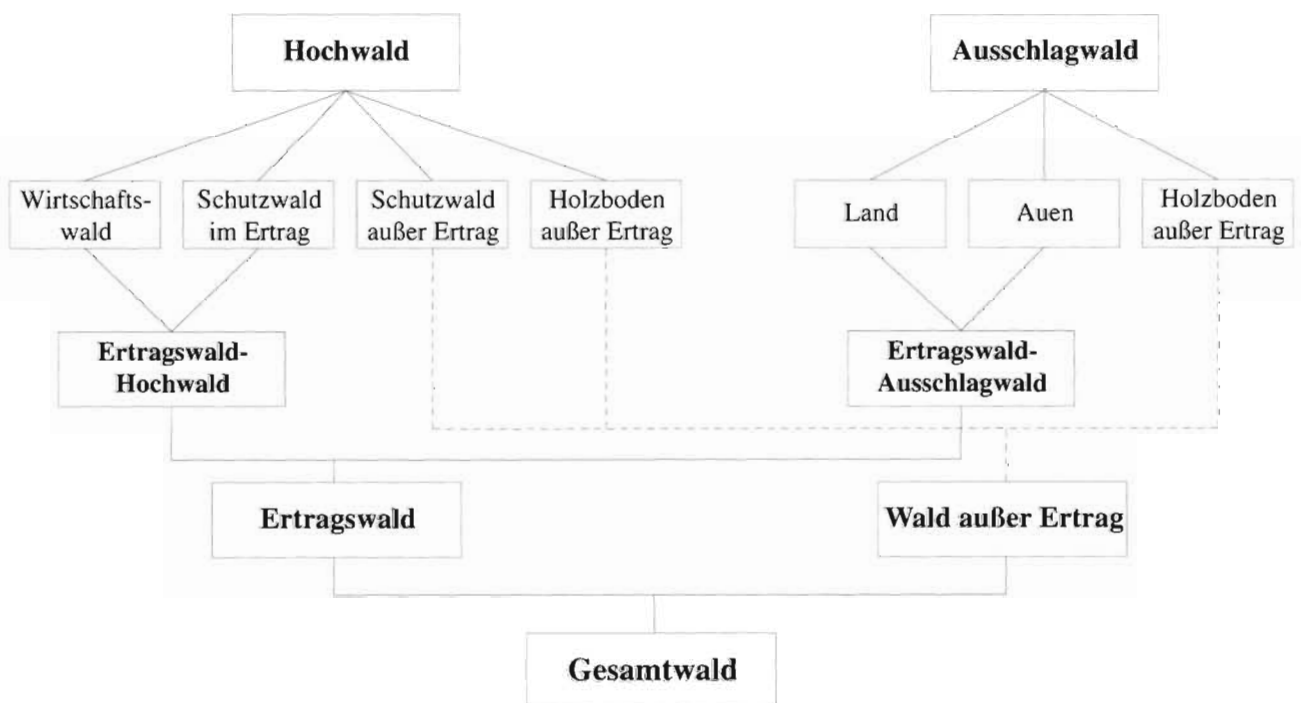 Hochwald
Ausschlagwald
Wirtschafts-
wald
Schutzwald
im Ertrag
Schutzwald
außer Ertrag
Holzboden
außer Ertrag
Land
Auen
Holzboden
außer Ertrag
Ertragswald-
Hochwald
Ertragswald-
Ausschlagwald
Ertragswald
Wald außer Ertrag
Gesamtwald